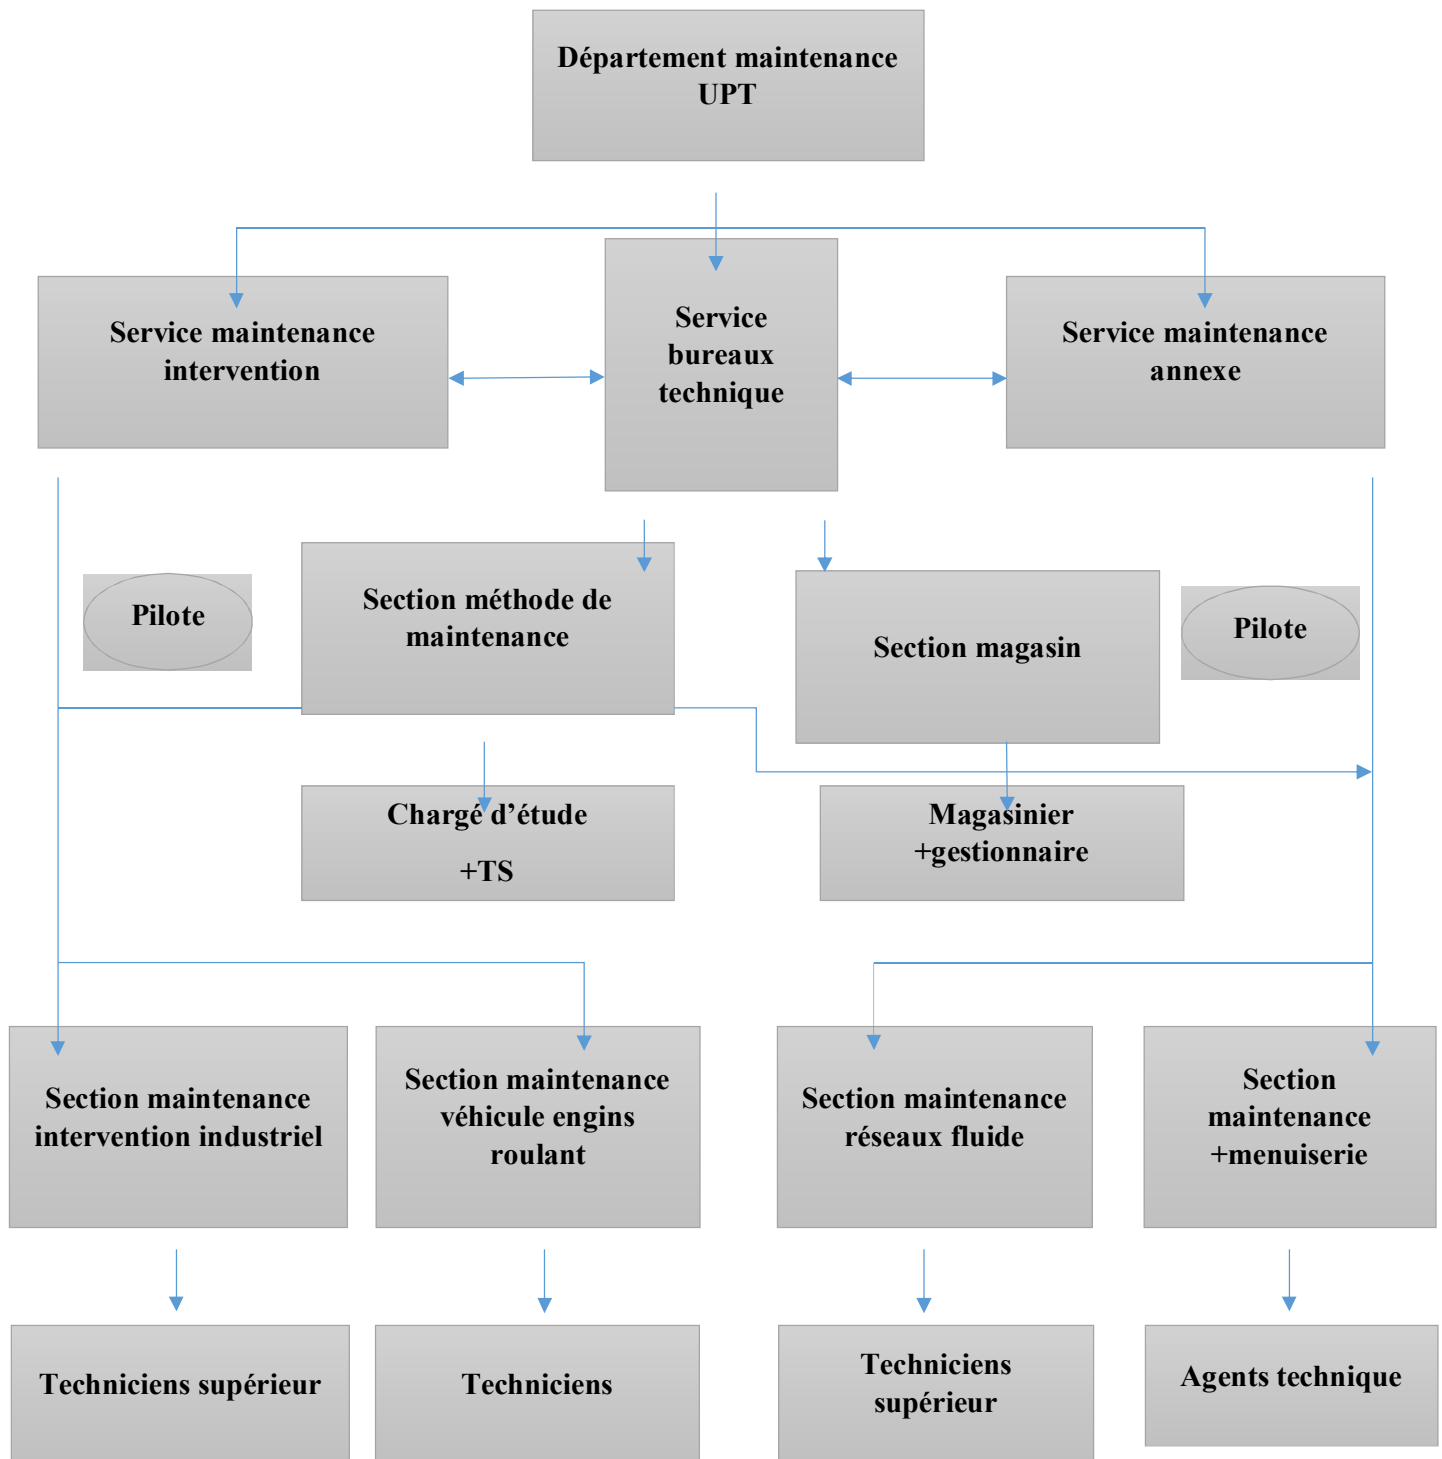 Département maintenance
UPT
Service maintenance
intervention
Service
bureaux
technique
Service maintenance
annexe
Pilote
Section méthode de
maintenance
Section magasin
Pilote
Chargé d’étude
+TS
Magasinier
+gestionnaire
Section maintenance
intervention industriel
Section maintenance
véhicule engins
roulant
Section maintenance
réseaux fluide
Section
maintenance
+menuiserie
Techniciens supérieur
Techniciens
Techniciens
supérieur
Agents technique